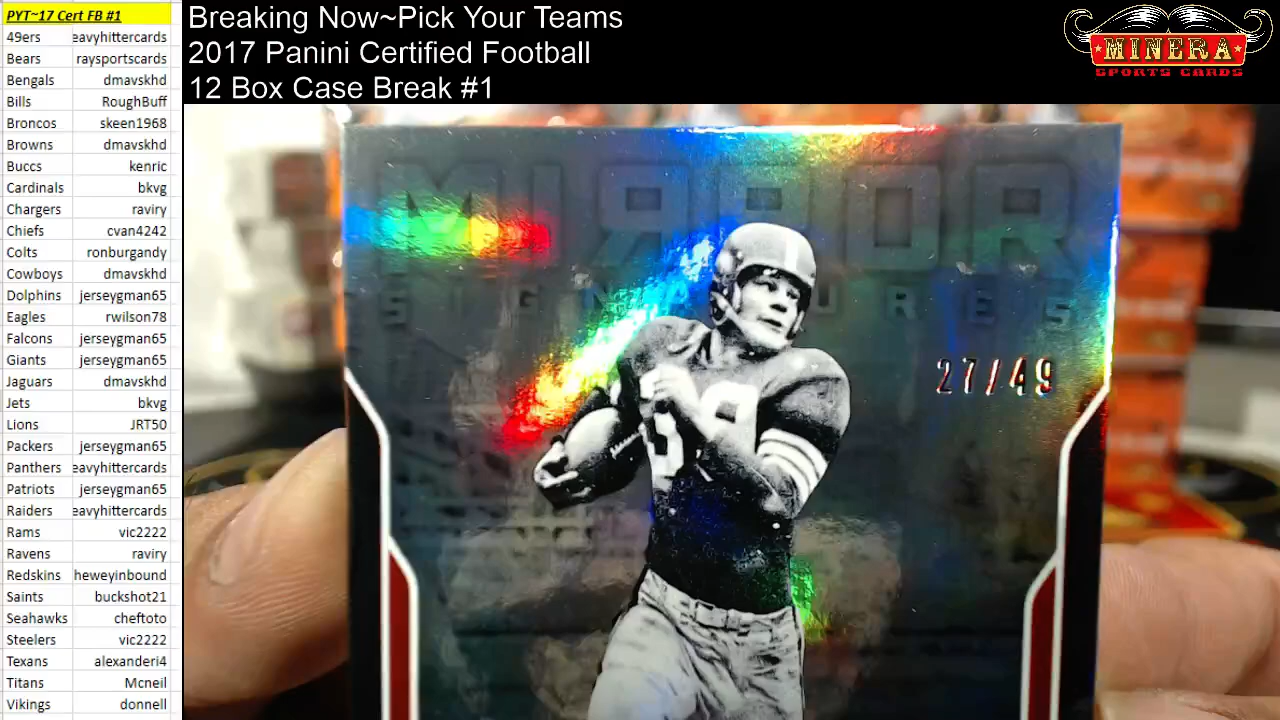 PYT~17 Cert FB #1
49ers eavyhittercards
Bears raysportscards
Bengals dmavskhd
Bills RoughBuff
Broncos skeen1968
Browns dmavskhd
Buccs kenric
Cardinals bkvg
Chargers raviry
Chiefs cvan4242
Colts ronburgandy
Cowboys dmavskhd
Dolphins jerseygman65
Eagles rwilson78
Falcons jerseygman65
Giants jerseygman65
Jaguars dmavskhd
Jets bkvg
Lions JRT50
Packers jerseygman65
Panthers eavyhittercards
Patriots jerseygman65
Raiders eavyhittercards
Rams vic2222
Ravens raviry
Redskins heweyinbound
Saints buckshot21
Seahawks cheftoto
Steelers vic2222
Texans alexanderi4
Titans Mcneil
Vikings donnell
Breaking Now~Pick Your Teams
2017 Panini Certified Football
12 Box Case Break #1
MINERA
SPORTS CARDS
MIRROR
SIGNATURES
27/49